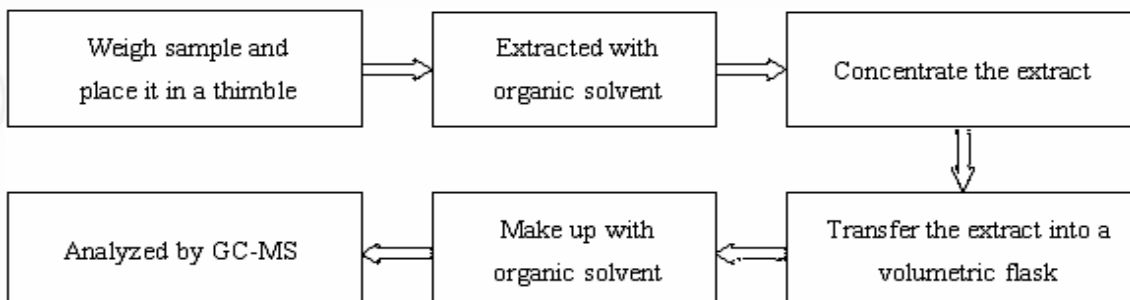 Weigh sample and
place it in a thimble
Extracted with
organic solvent
Concentrate the extract
Transfer the extract into a
volumetric flask
Make up with
organic solvent
Analyzed by GC-MS